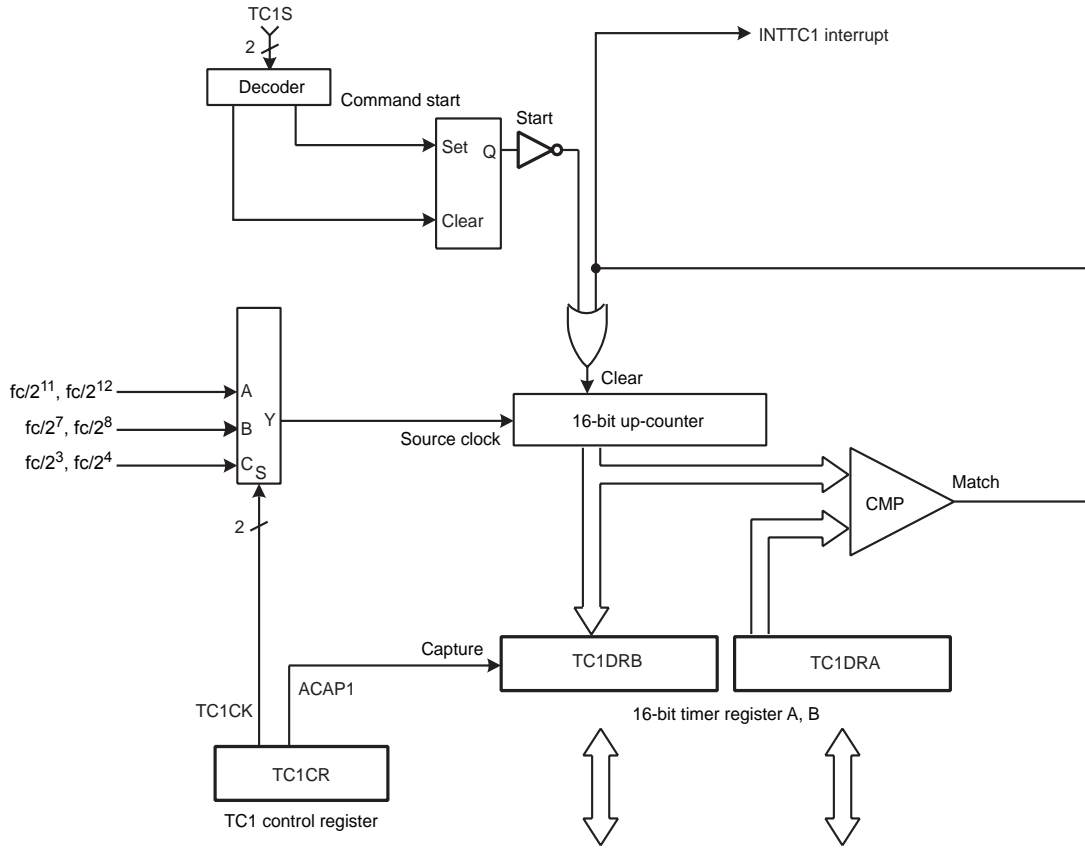 TC1S
2
Decoder
Command start
Set
Q
Clear
Start
INTTC1 interrupt
Clear
fc/2¹¹, fc/2¹²
fc/2⁷, fc/2⁸
fc/2³, fc/2⁴
A
B
C
S
Y
Source clock
16-bit up-counter
CMP
Match
2
Capture
TC1DRB
TC1DRA
16-bit timer register A, B
ACAP1
TC1CK
TC1CR
TC1 control register